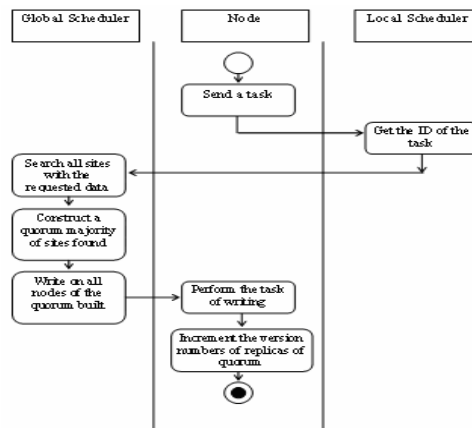 Global Scheduler
Node
Local Scheduler
Send a task
Get the ID of the
task
Search all sites
with the
requested data
Construct a
quorum majority
of sites found
Write on all
nodes of the
quorum built
Perform the task
of writing
Increment the version
numbers of replicas of
quorum